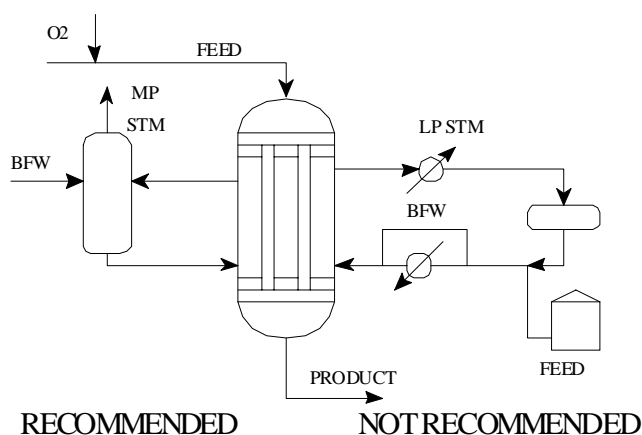 O2
FEED
MP
STM
LP STM
BFW
BFW
FEED
PRODUCT
RECOMMENDED
NOT RECOMMENDED